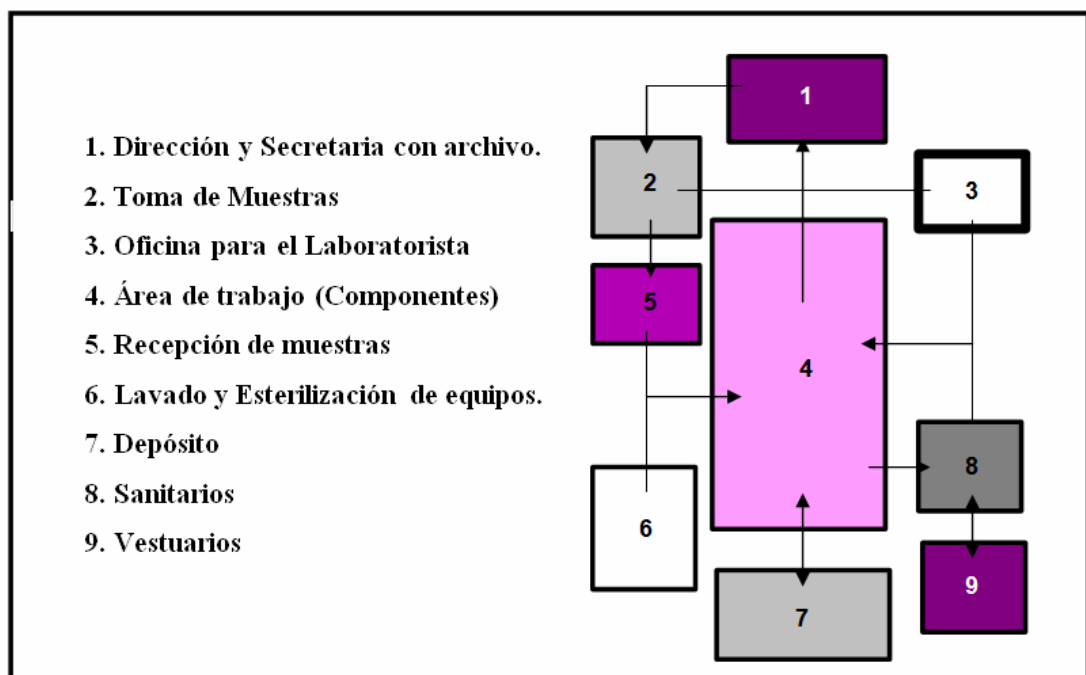 1. Dirección y Secretaria con archivo.
2. Toma de Muestras
3. Oficina para el Laboratorista
4. Área de trabajo (Componentes)
5. Recepción de muestras
6. Lavado y Esterilización de equipos.
7. Depósito
8. Sanitarios
9. Vestuarios
1
2
3
5
4
8
6
9
7